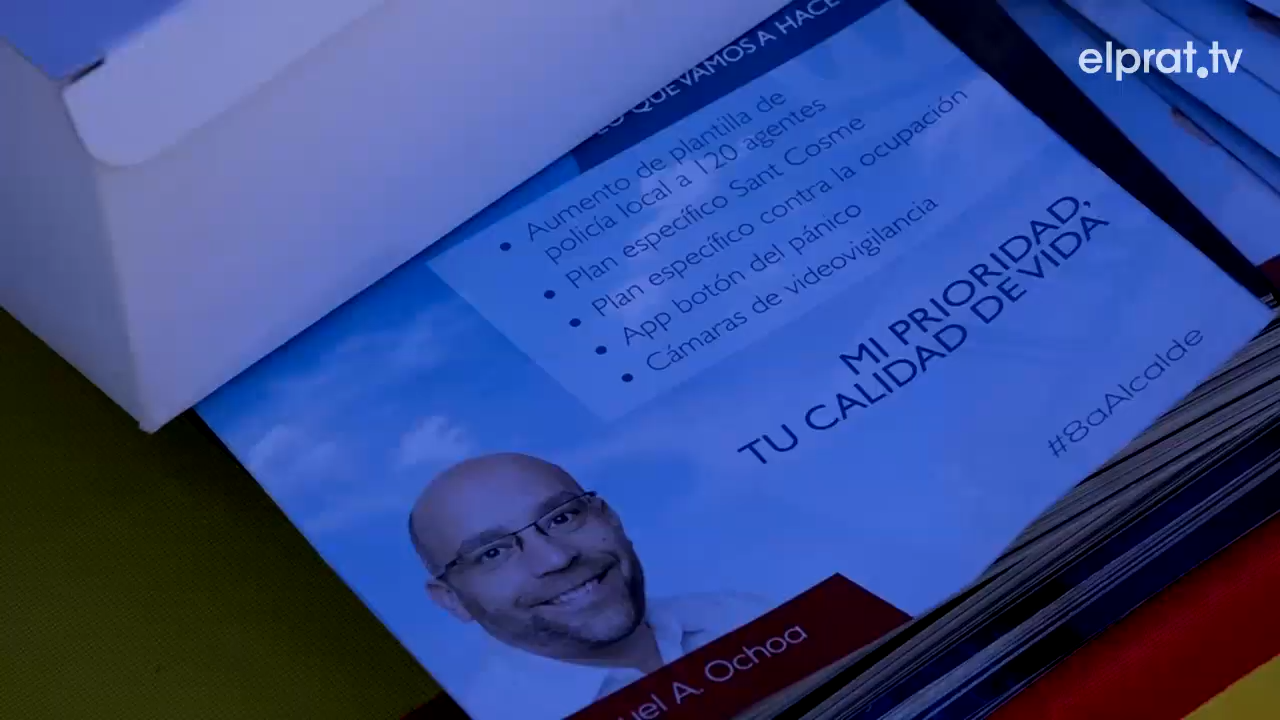 elprat.tv
QUE VAMOS A HACE
• Aumento de plantilla de
policía local a 120 agentes
• Plan específico Sant Cosme
• Plan específico contra la ocupación
• App botón del pánico
• Cámaras de videovigilancia
MI PRIORIDAD,
TU CALIDAD DE VIDA
#8aAlcalde
uel A. Ochoa